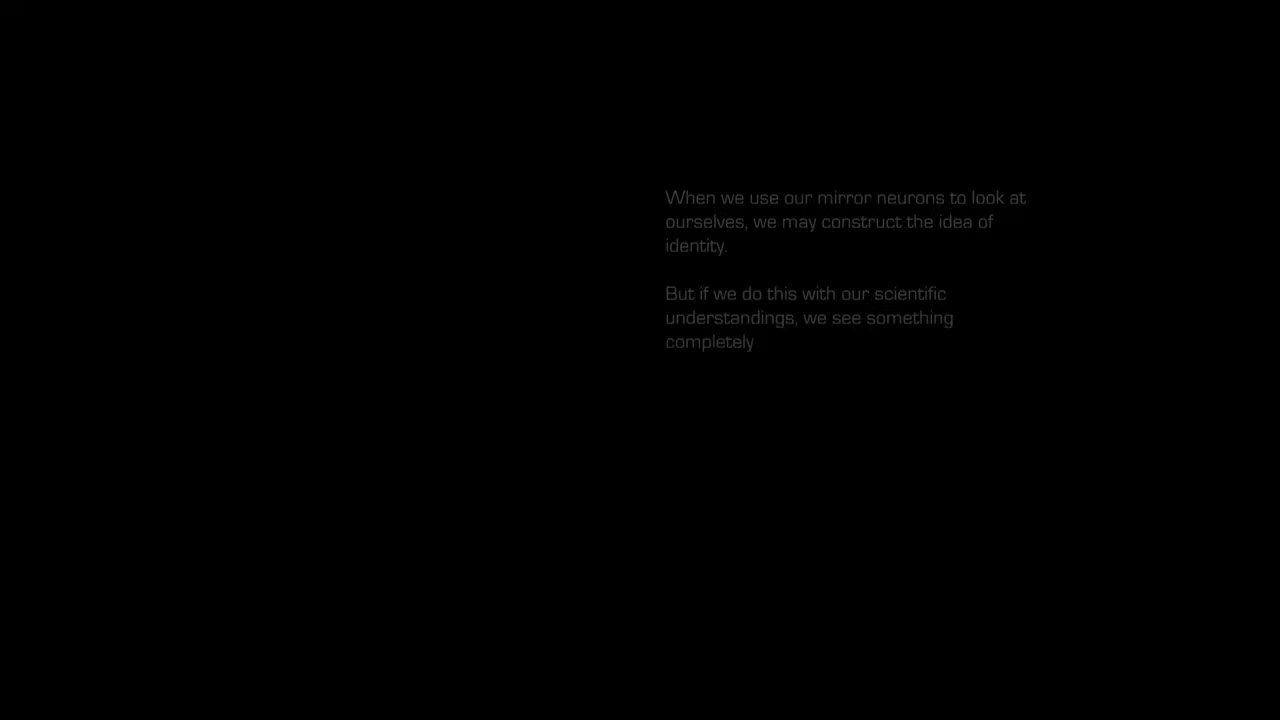 When we use our mirror neurons to look at
ourselves, we may construct the idea of
identity.
But if we do this with our scientific
understandings, we see something
completely